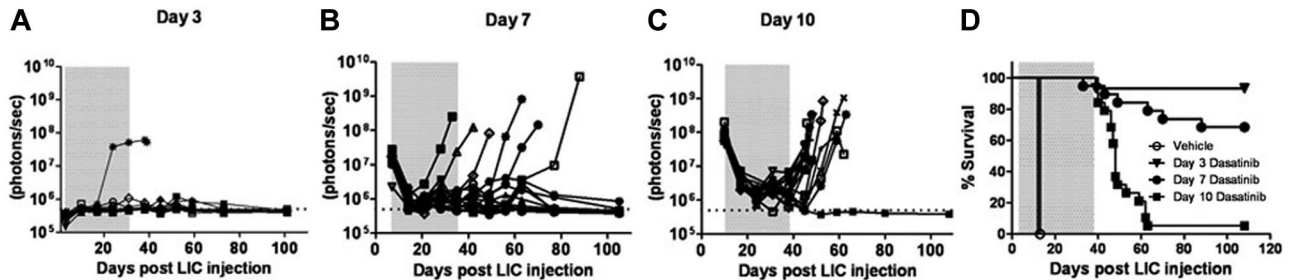 A
Day 3
(photons/sec)
10^10
10^9
10^8
10^7
10^6
10^5
20 40 60 80 100
Days post LIC injection
B
Day 7
(photons/sec)
10^10
10^9
10^8
10^7
10^6
10^5
0 20 40 60 80 100
Days post LIC injection
C
Day 10
(photons/sec)
10^10
10^9
10^8
10^7
10^6
10^5
0 20 40 60 80 100
Days post LIC injection
D
% Survival
100
80
60
40
20
0
Vehicle
Day 3 Dasatinib
Day 7 Dasatinib
Day 10 Dasatinib
0 20 40 60 80 100 120
Days post LIC injection